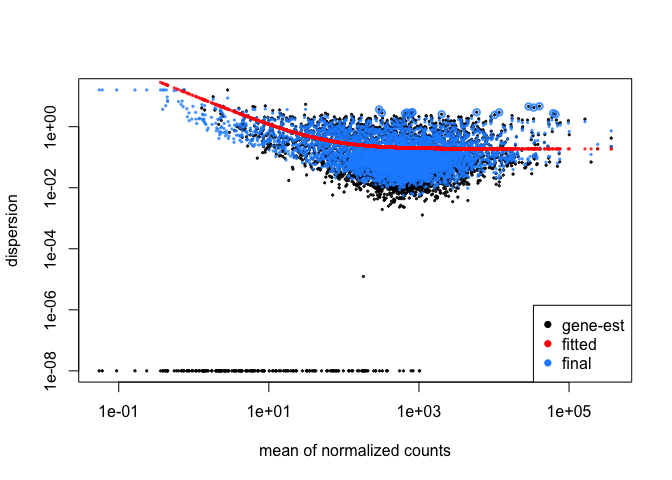 dispersion
1e+00
1e-02
1e-04
1e-06
1e-08
gene-est
fitted
final
1e-01
1e+01
1e+03
1e+05
mean of normalized counts